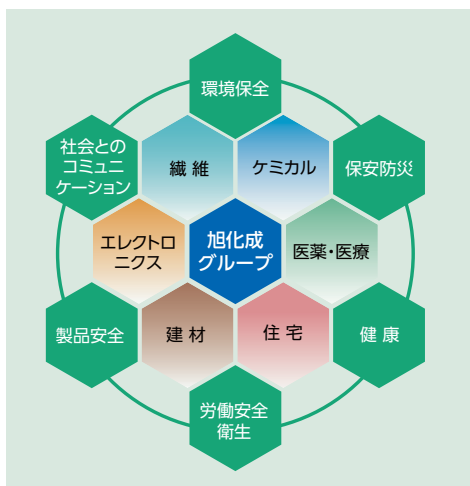 環境保全
社会との
コミュニ
ケーション
繊 維
ケミカル
保安防災
エレクトロ
ニクス
旭化成
グループ
医薬・医療
製品安全
建 材
住 宅
健 康
労働安全
衛生